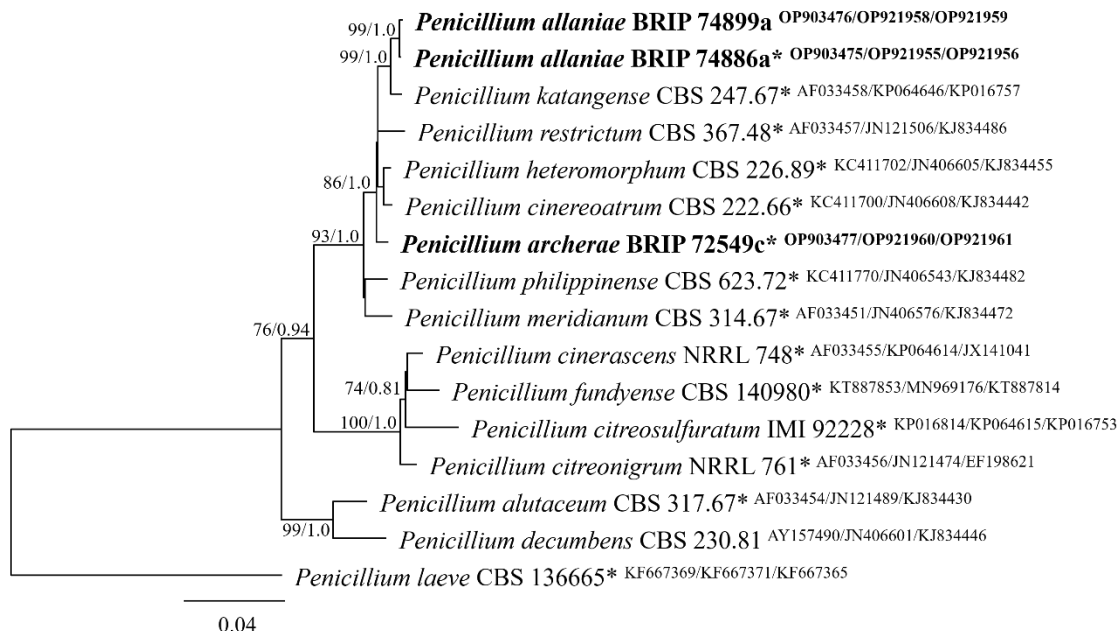 99/1.0
Penicillium allaniae BRIP 74899a OP903476/OP921958/OP921959
99/1.0
Penicillium allaniae BRIP 74886a* OP903475/OP921955/OP921956
Penicillium katangense CBS 247.67* AF033458/KP064646/KP016757
Penicillium restrictum CBS 367.48* AF033457/JN121506/KJ834486
Penicillium heteromorphum CBS 226.89* KC411702/JN406605/KJ834455
86/1.0
Penicillium cinereoatrum CBS 222.66* KC411700/JN406608/KJ834442
93/1.0
Penicillium archerae BRIP 72549c* OP903477/OP921960/OP921961
Penicillium philippinense CBS 623.72* KC411770/JN406543/KJ834482
Penicillium meridianum CBS 314.67* AF033451/JN406576/KJ834472
76/0.94
Penicillium cinerascens NRRL 748* AF033455/KP064614/JX141041
74/0.81
Penicillium fundyense CBS 140980* KT887853/MN969176/KT887814
100/1.0
Penicillium citreosulfuratum IMI 92228* KP016814/KP064615/KP016753
Penicillium citreonigrum NRRL 761* AF033456/JN121474/EF198621
Penicillium alutaceum CBS 317.67* AF033454/JN121489/KJ834430
99/1.0
Penicillium decumbens CBS 230.81 AY157490/JN406601/KJ834446
Penicillium laeve CBS 136665* KF667369/KF667371/KF667365
0.04